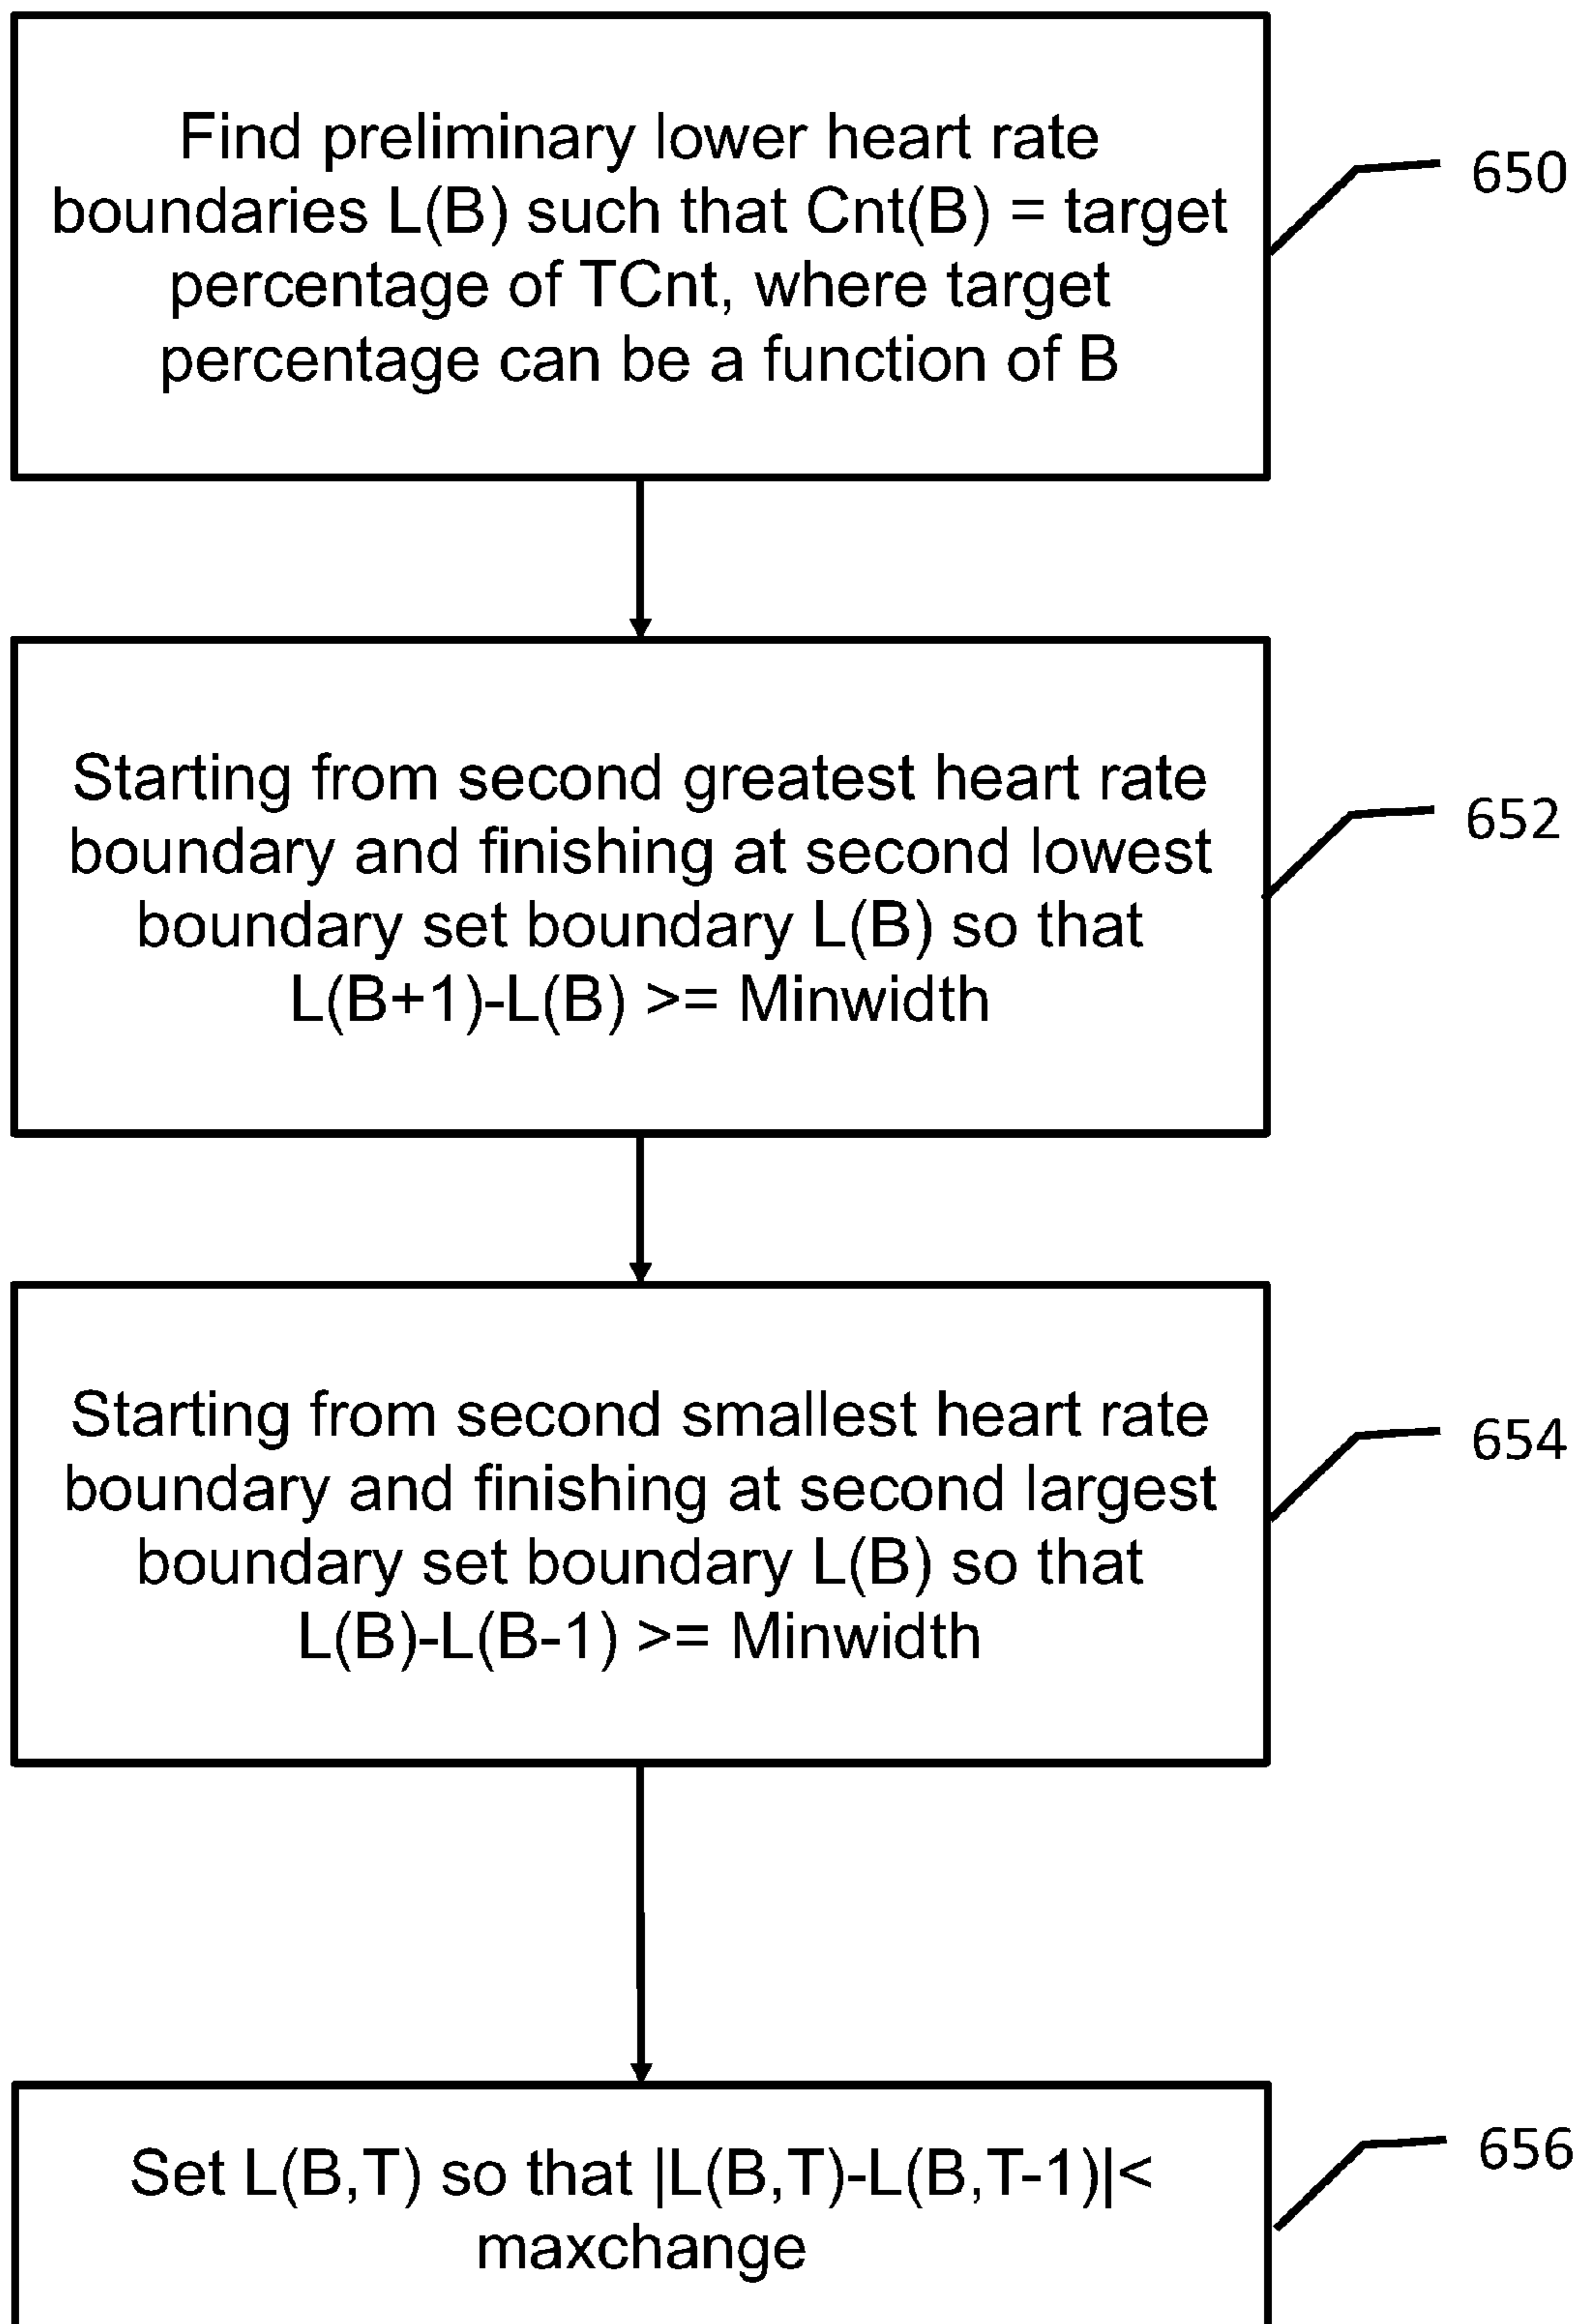 Find preliminary lower heart rate
boundaries L(B) such that Cnt(B) = target
percentage of TCnt, where target
percentage can be a function of B
650
Starting from second greatest heart rate
boundary and finishing at second lowest
boundary set boundary L(B) so that
L(B+1)-L(B) >= Minwidth
652
Starting from second smallest heart rate
boundary and finishing at second largest
boundary set boundary L(B) so that
L(B)-L(B-1) >= Minwidth
654
Set L(B,T) so that |L(B,T)-L(B,T-1)|<
maxchange
656